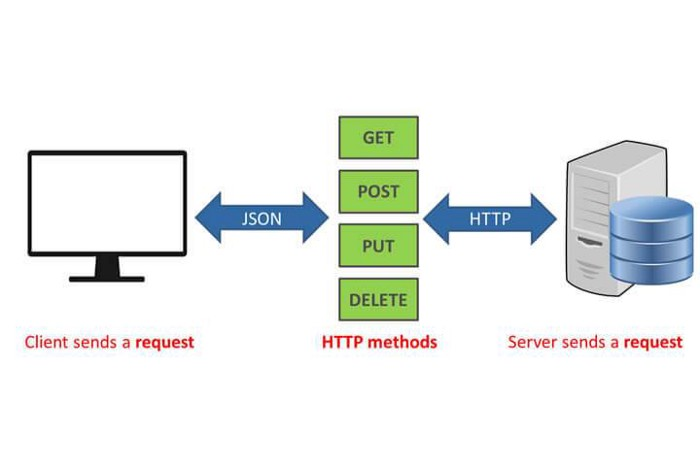 GET
POST
JSON
HTTP
PUT
DELETE
Client sends a request
HTTP methods
Server sends a request